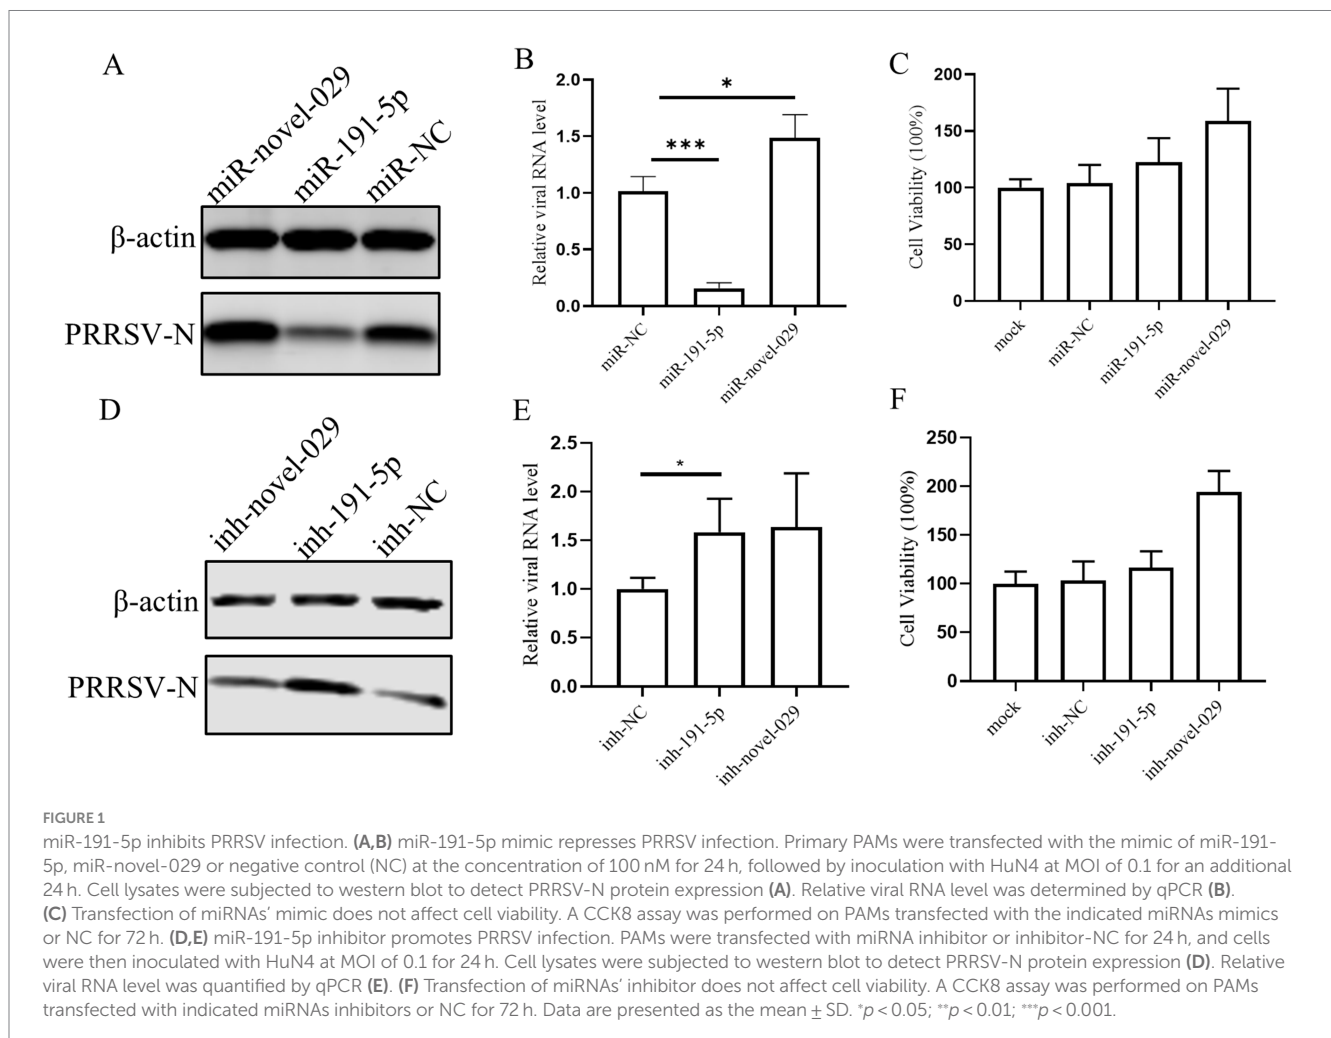 A
miR-novel-029
miR-191-5p
miR-NC
β-actin
PRRSV-N
B
Relative viral RNA level
2.0
1.5
1.0
0.5
0.0
*
***
miR-NC
miR-191-5p
miR-novel-029
C
Cell Viability (100%)
200
150
100
50
0
mock
miR-NC
miR-191-5p
miR-novel-029
D
inh-novel-029
inh-191-5p
inh-NC
β-actin
PRRSV-N
E
Relative viral RNA level
2.5
2.0
1.5
1.0
0.5
0.0
*
inh-NC
inh-191-5p
inh-novel-029
F
Cell Viability (100%)
250
200
150
100
50
0
mock
inh-NC
inh-191-5p
inh-novel-029
FIGURE 1
miR-191-5p inhibits PRRSV infection. (A,B) miR-191-5p mimic represses PRRSV infection. Primary PAMs were transfected with the mimic of miR-191-
5p, miR-novel-029 or negative control (NC) at the concentration of 100 nM for 24 h, followed by inoculation with HuN4 at MOI of 0.1 for an additional
24 h. Cell lysates were subjected to western blot to detect PRRSV-N protein expression (A). Relative viral RNA level was determined by qPCR (B).
(C) Transfection of miRNAs’ mimic does not affect cell viability. A CCK8 assay was performed on PAMs transfected with the indicated miRNAs mimics
or NC for 72 h. (D,E) miR-191-5p inhibitor promotes PRRSV infection. PAMs were transfected with miRNA inhibitor or inhibitor-NC for 24 h, and cells
were then inoculated with HuN4 at MOI of 0.1 for 24 h. Cell lysates were subjected to western blot to detect PRRSV-N protein expression (D). Relative
viral RNA level was quantified by qPCR (E). (F) Transfection of miRNAs’ inhibitor does not affect cell viability. A CCK8 assay was performed on PAMs
transfected with indicated miRNAs inhibitors or NC for 72 h. Data are presented as the mean ± SD. *p < 0.05; **p < 0.01; ***p < 0.001.